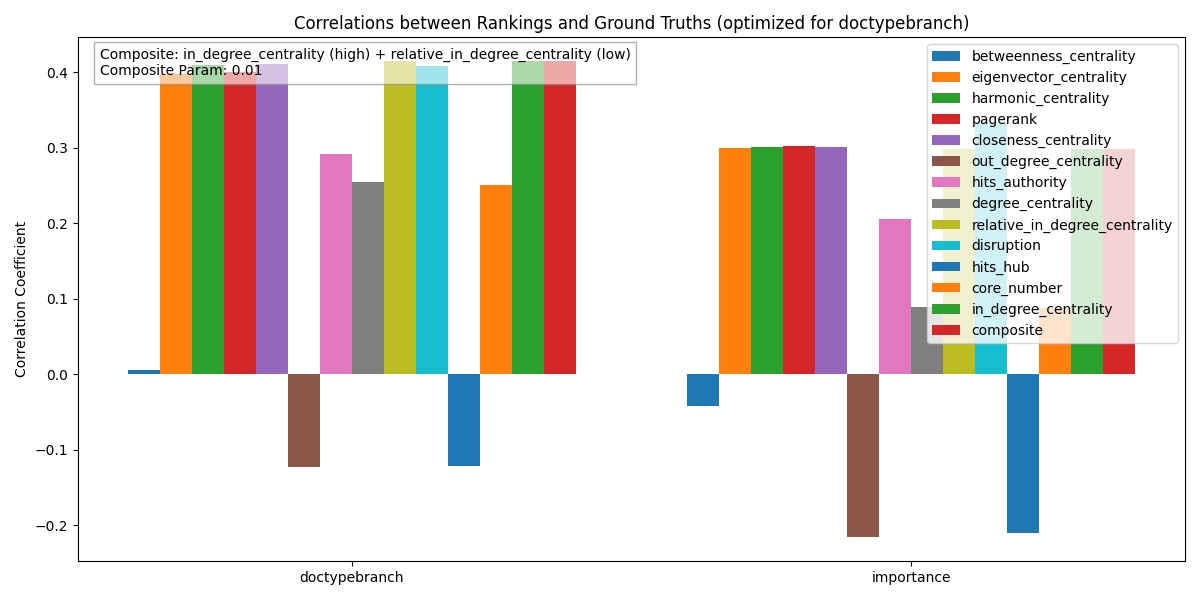 Correlations between Rankings and Ground Truths (optimized for doctypebranch)
Composite: in_degree_centrality (high) + relative_in_degree_centrality (low)
Composite Param: 0.01
betweenness_centrality
eigenvector_centrality
harmonic_centrality
pagerank
closeness_centrality
out_degree_centrality
hits_authority
degree_centrality
relative_in_degree_centrality
disruption
hits_hub
core_number
in_degree_centrality
composite
Correlation Coefficient
0.4
0.3
0.2
0.1
0.0
−0.1
−0.2
doctypebranch
importance